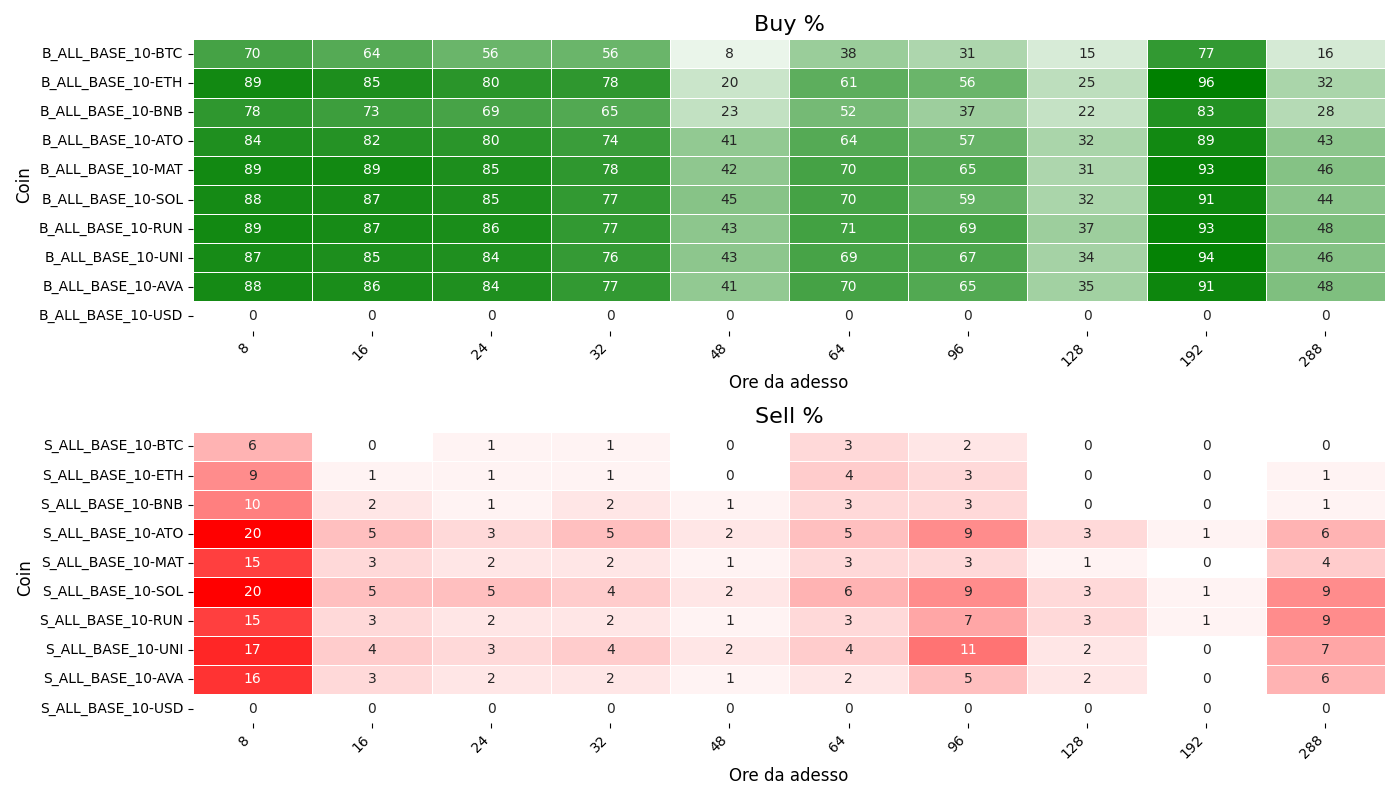 Buy %
Coin
B_ALL_BASE_10-BTC 70 64 56 56 8 38 31 15 77 16
B_ALL_BASE_10-ETH 89 85 80 78 20 61 56 25 96 32
B_ALL_BASE_10-BNB 78 73 69 65 23 52 37 22 83 28
B_ALL_BASE_10-ATO 84 82 80 74 41 64 57 32 89 43
B_ALL_BASE_10-MAT 89 89 85 78 42 70 65 31 93 46
B_ALL_BASE_10-SOL 88 87 85 77 45 70 59 32 91 44
B_ALL_BASE_10-RUN 89 87 86 77 43 71 69 37 93 48
B_ALL_BASE_10-UNI 87 85 84 76 43 69 67 34 94 46
B_ALL_BASE_10-AVA 88 86 84 77 41 70 65 35 91 48
B_ALL_BASE_10-USD 0 0 0 0 0 0 0 0 0 0
8 16 24 32 48 64 96 128 192 288
Ore da adesso
Sell %
Coin
S_ALL_BASE_10-BTC 6 0 1 1 0 3 2 0 0 0
S_ALL_BASE_10-ETH 9 1 1 1 0 4 3 0 0 1
S_ALL_BASE_10-BNB 10 2 1 2 1 3 3 0 0 1
S_ALL_BASE_10-ATO 20 5 3 5 2 5 9 3 1 6
S_ALL_BASE_10-MAT 15 3 2 2 1 3 3 1 0 4
S_ALL_BASE_10-SOL 20 5 5 4 2 6 9 3 1 9
S_ALL_BASE_10-RUN 15 3 2 2 1 3 7 3 1 9
S_ALL_BASE_10-UNI 17 4 3 4 2 4 11 2 0 7
S_ALL_BASE_10-AVA 16 3 2 2 1 2 5 2 0 6
S_ALL_BASE_10-USD 0 0 0 0 0 0 0 0 0 0
8 16 24 32 48 64 96 128 192 288
Ore da adesso